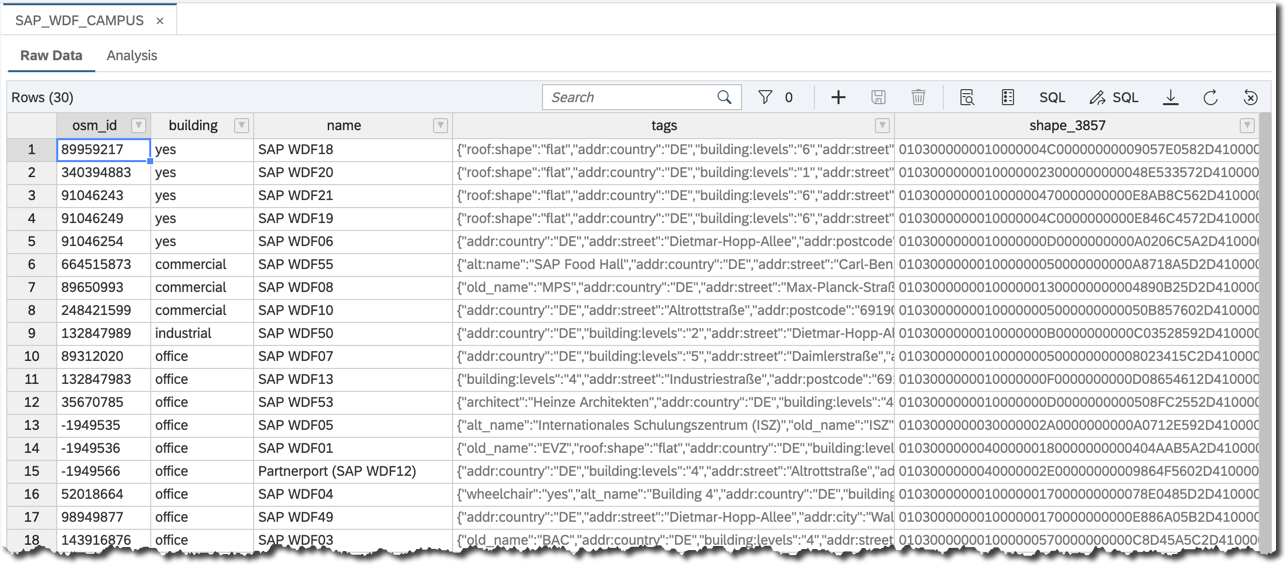 SAP_WDF_CAMPUS ×
Raw Data Analysis
Rows (30) Search 0 SQL SQL
osm_id building name tags shape_3857
1 89959217 yes SAP WDF18 {"roof:shape":"flat","addr:country":"DE","building:levels":"6","addr:street" 0103000000010000004C00000000009057E0582D410000
2 340394883 yes SAP WDF20 {"roof:shape":"flat","addr:country":"DE","building:levels":"1","addr:street" 01030000000100000023000000000048E533572D410000
3 91046243 yes SAP WDF21 {"roof:shape":"flat","addr:country":"DE","building:levels":"6","addr:street" 010300000001000000470000000000E8AB8C562D410000
4 91046249 yes SAP WDF19 {"roof:shape":"flat","addr:country":"DE","building:levels":"6","addr:street" 0103000000010000004C0000000000E846C4572D410000
5 91046254 yes SAP WDF06 {"addr:country":"DE","addr:street":"Dietmar-Hopp-Allee","addr:postcode" 0103000000010000000D0000000000A0206C5A2D410000
6 664515873 commercial SAP WDF55 {"alt:name":"SAP Food Hall","addr:country":"DE","addr:street":"Carl-Ben 010300000001000000050000000000A8718A5D2D410000
7 89650993 commercial SAP WDF08 {"old_name":"MPS","addr:country":"DE","addr:street":"Max-Planck-Straß 0103000000010000001300000000004890B25D2D410000
8 248421599 commercial SAP WDF10 {"addr:country":"DE","addr:street":"Altrottstraße","addr:postcode":"69190 01030000000100000005000000000050B857602D410000
9 132847989 industrial SAP WDF50 {"addr:country":"DE","building:levels":"2","addr:street":"Dietmar-Hopp-Al 0103000000010000000B0000000000C03528592D410000
10 89312020 office SAP WDF07 {"addr:country":"DE","building:levels":"5","addr:street":"Daimlerstraße","a 0103000000010000000500000000008023415C2D410000
11 132847983 office SAP WDF13 {"building:levels":"4","addr:street":"Industriestraße","addr:postcode":"691 0103000000010000000F0000000000D08654612D410000
12 35670785 office SAP WDF53 {"architect":"Heinze Architekten","addr:country":"DE","building:levels":"4 0103000000010000000D0000000000508FC2552D410000
13 -1949535 office SAP WDF05 {"alt_name":"Internationales Schulungszentrum (ISZ)","old_name":"ISZ" 0103000000030000002A0000000000A0712E592D410000
14 -1949536 office SAP WDF01 {"old_name":"EVZ","roof:shape":"flat","addr:country":"DE","building:level 01030000000400000018000000000000404AAB5A2D410000
15 -1949566 office Partnerport (SAP WDF12) {"addr:country":"DE","building:levels":"4","addr:street":"Altrottstraße","ad 0103000000040000002E00000000009864F5602D410000
16 52018664 office SAP WDF04 {"wheelchair":"yes","alt_name":"Building 4","addr:country":"DE","building 01030000000100000017000000000078E0485D2D410000
17 98949877 office SAP WDF49 {"addr:country":"DE","addr:street":"Dietmar-Hopp-Allee","addr:city":"Wal 010300000001000000170000000000E886A05B2D410000
18 143916876 office SAP WDF03 {"old_name":"BAC","addr:country":"DE","building:levels":"4","addr:street" 010300000001000000570000000000C8D45A5C2D410000